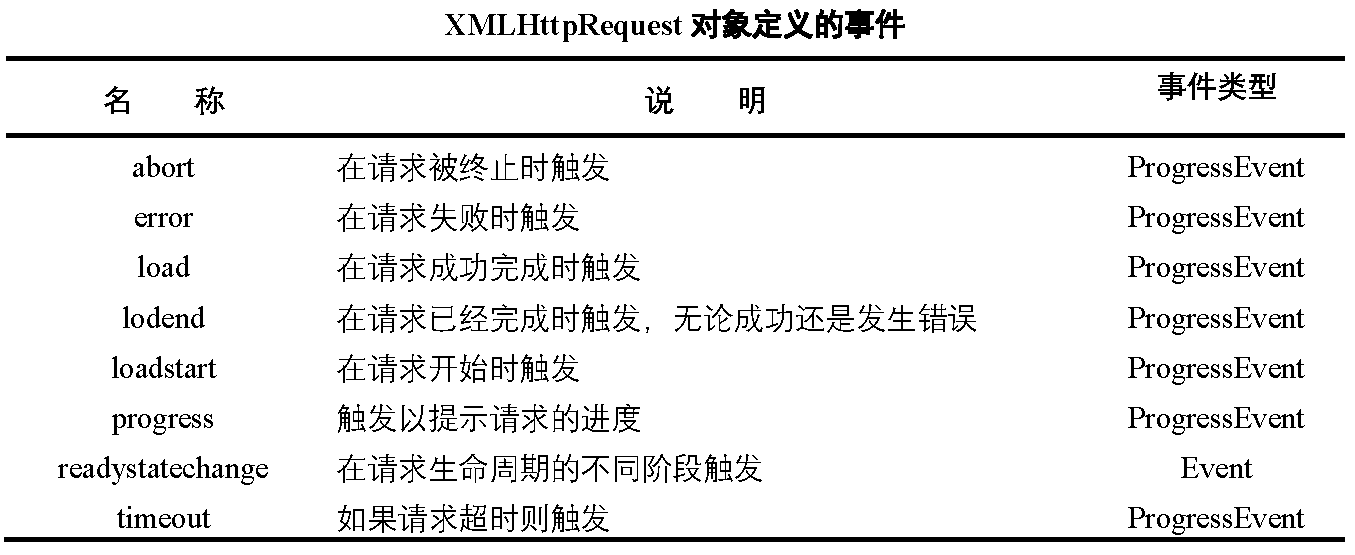 XMLHttpRequest 对象定义的事件
名 称 说 明 事件类型
abort 在请求被终止时触发 ProgressEvent
error 在请求失败时触发 ProgressEvent
load 在请求成功完成时触发 ProgressEvent
lodend 在请求已经完成时触发，无论成功还是发生错误 ProgressEvent
loadstart 在请求开始时触发 ProgressEvent
progress 触发以提示请求的进度 ProgressEvent
readystatechange 在请求生命周期的不同阶段触发 Event
timeout 如果请求超时则触发 ProgressEvent